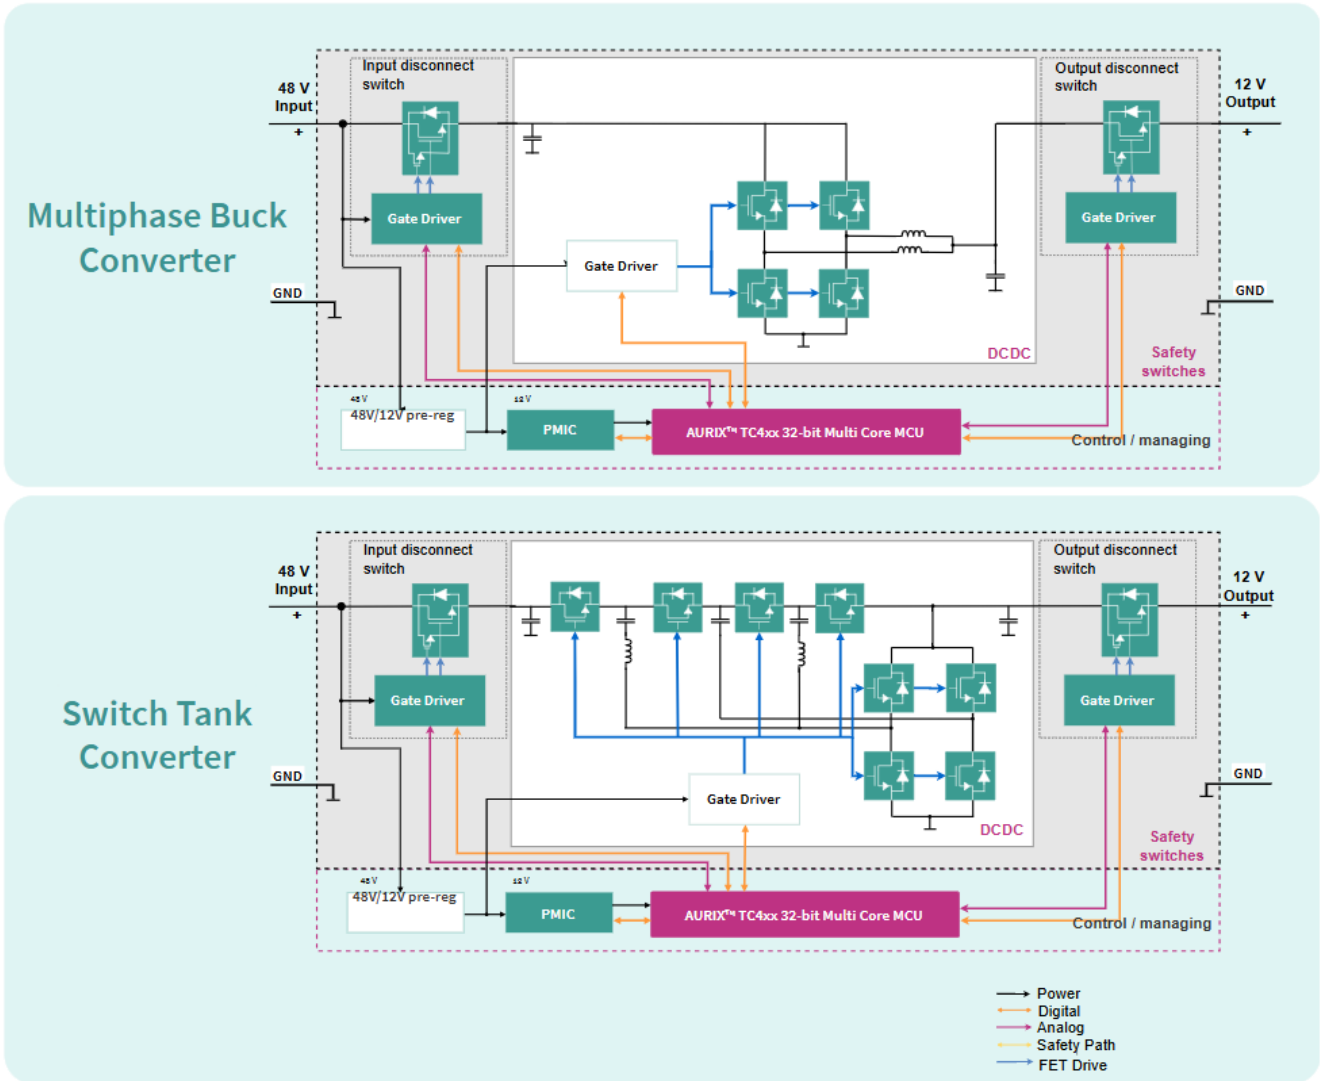 Multiphase Buck
Converter
48 V
Input
+
Input disconnect
switch
Gate Driver
GND
Gate Driver
DCDC
Output disconnect
switch
12 V
Output
+
Gate Driver
GND
Safety
switches
48 V
48V/12V pre-reg
12 V
PMIC
AURIX™ TC4xx 32-bit Multi Core MCU
Control / managing
Switch Tank
Converter
48 V
Input
+
Input disconnect
switch
Gate Driver
GND
Gate Driver
DCDC
Output disconnect
switch
12 V
Output
+
Gate Driver
GND
Safety
switches
48 V
48V/12V pre-reg
12 V
PMIC
AURIX™ TC4xx 32-bit Multi Core MCU
Control / managing
Power
Digital
Analog
Safety Path
FET Drive